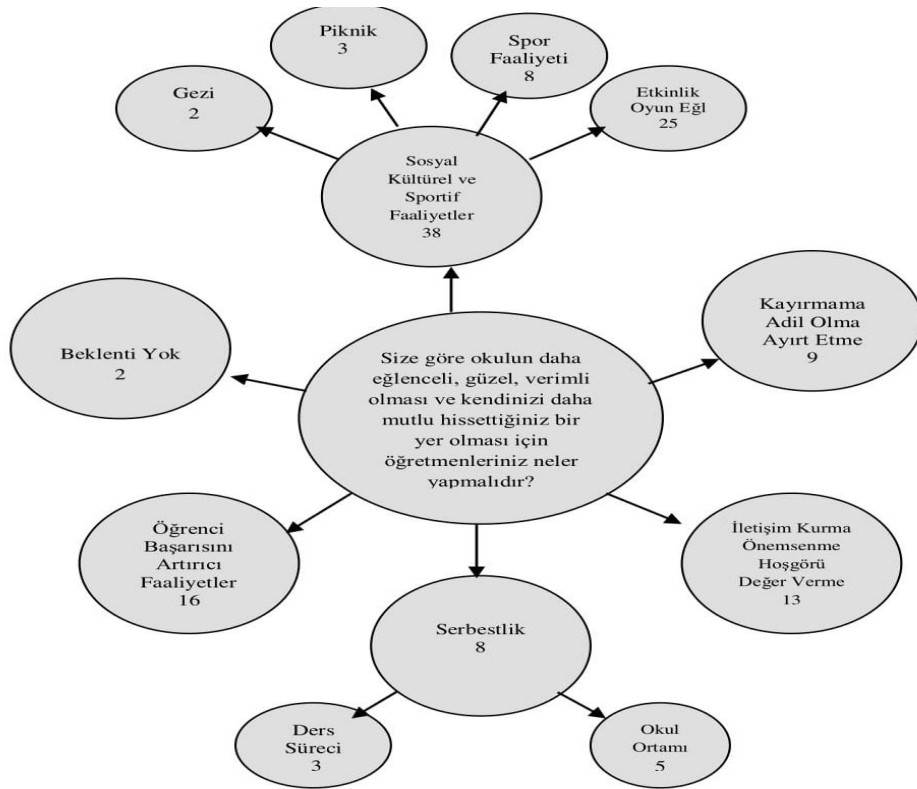 Piknik
3
Spor
Faaliyeti
8
Gezi
2
Etkinlik
Oyun Eğl
25
Sosyal
Kültürel ve
Sportif
Faaliyetler
38
Kayırmama
Adil Olma
Ayırt Etme
9
Beklenti Yok
2
Size göre okulun daha
eğlenceli, güzel, verimli
olması ve kendinizi daha
mutlu hissettiğiniz bir
yer olması için
öğretmenleriniz neler
yapmalıdır?
Öğrenci
Başarısını
Artırıcı
Faaliyetler
16
İletişim Kurma
Önemsenme
Hoşgörü
Değer Verme
13
Serbestlik
8
Ders
Süreci
3
Okul
Ortamı
5